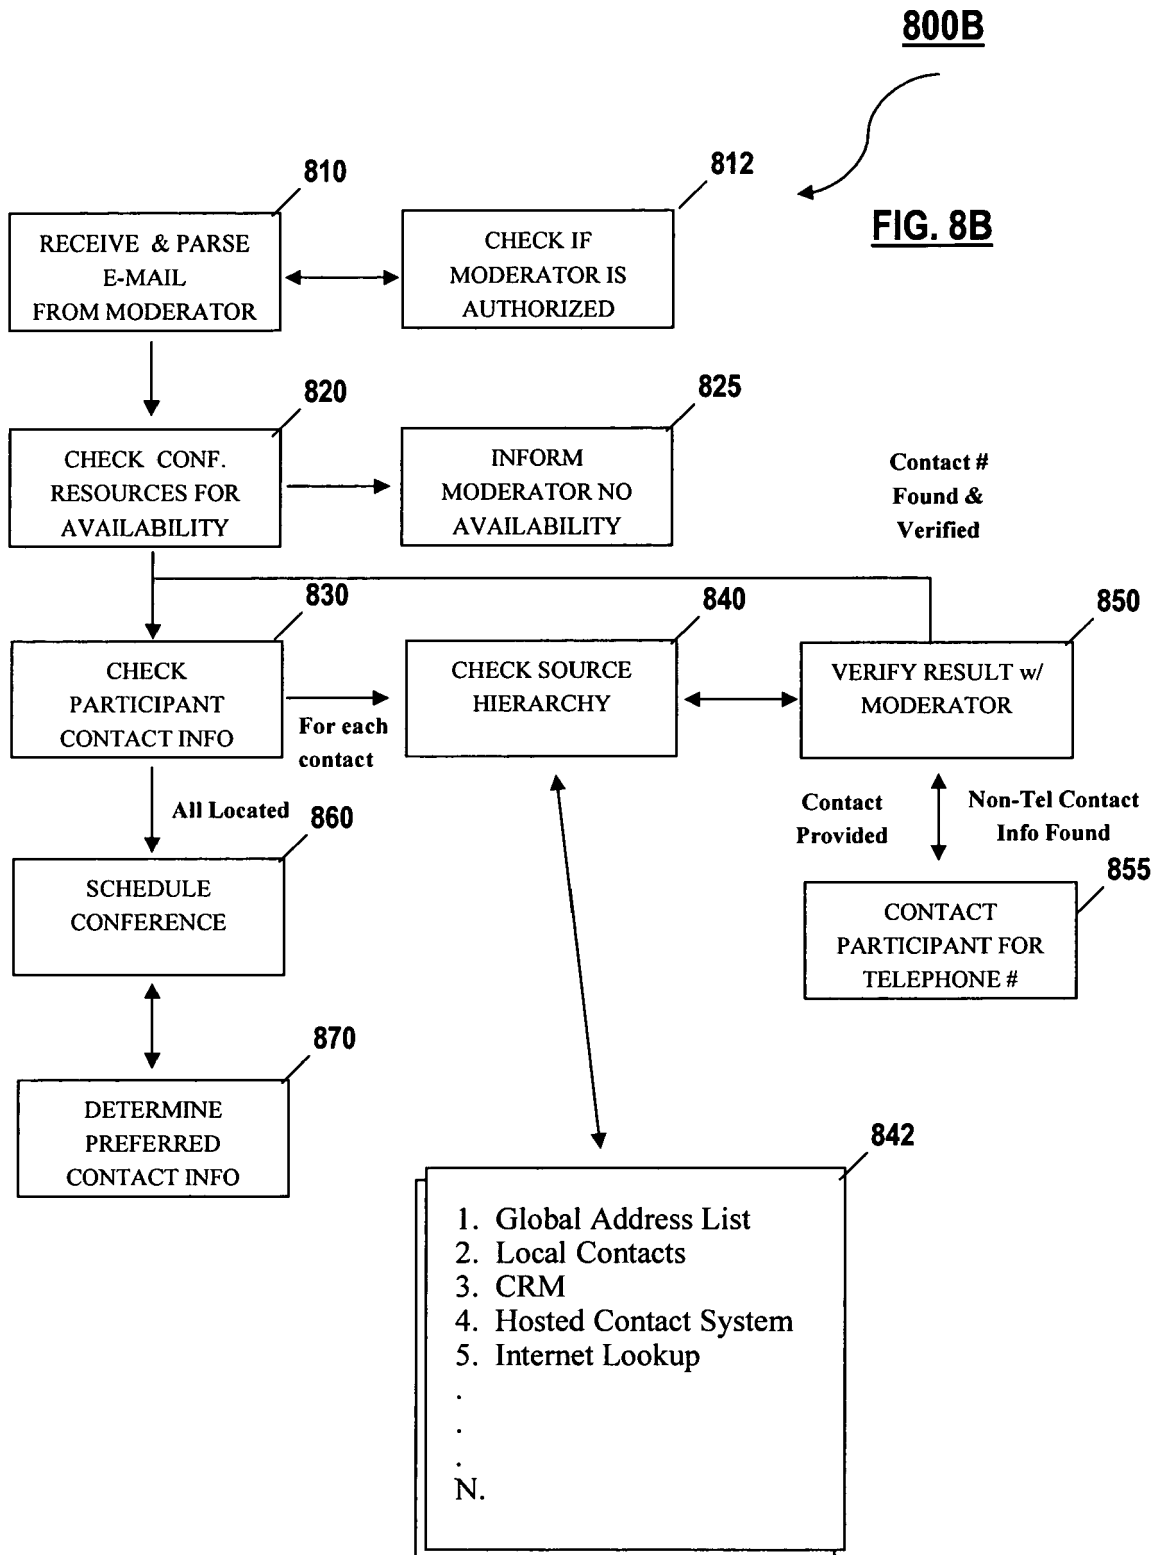 800B
FIG. 8B
810
RECEIVE & PARSE
E-MAIL
FROM MODERATOR
812
CHECK IF
MODERATOR IS
AUTHORIZED
820
CHECK CONF.
RESOURCES FOR
AVAILABILITY
825
INFORM
MODERATOR NO
AVAILABILITY
Contact #
Found &
Verified
830
CHECK
PARTICIPANT
CONTACT INFO
For each
contact
840
CHECK SOURCE
HIERARCHY
850
VERIFY RESULT w/
MODERATOR
All Located
860
SCHEDULE
CONFERENCE
Contact
Provided
Non-Tel Contact
Info Found
855
CONTACT
PARTICIPANT FOR
TELEPHONE #
870
DETERMINE
PREFERRED
CONTACT INFO
842
1. Global Address List
2. Local Contacts
3. CRM
4. Hosted Contact System
5. Internet Lookup
.
.
.
N.